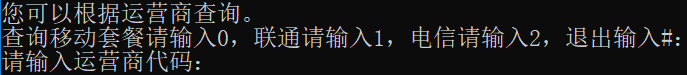 您可以根据运营商查询。
查询移动套餐请输入0，联通请输入1，电信请输入2，退出输入#:
请输入运营商代码: